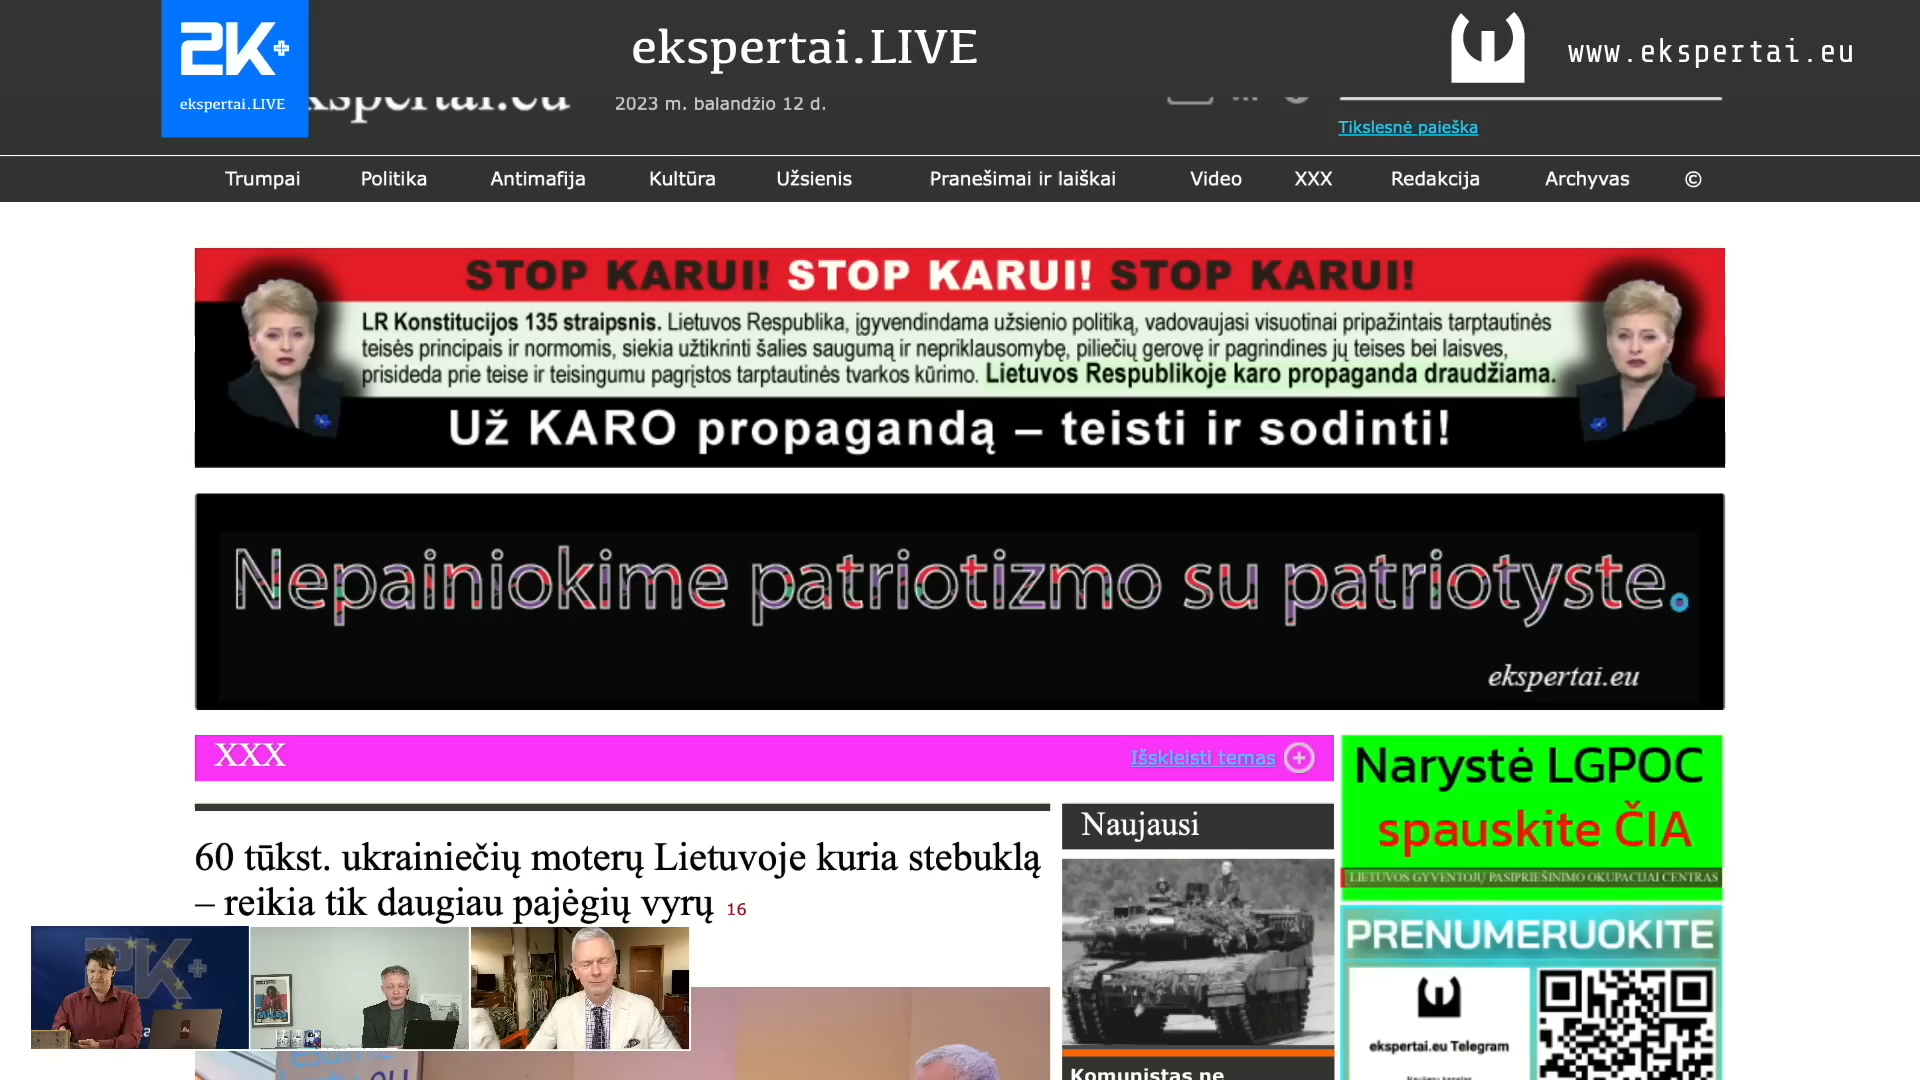 2K+
ekspertai.LIVE
ekspertai.LIVE
www.ekspertai.eu
2023 m. balandžio 12 d.
Tikslesnė paieška
Trumpai Politika Antimafija Kultūra Užsienis Pranešimai ir laiškai Video XXX Redakcija Archyvas ©
STOP KARUI! STOP KARUI! STOP KARUI!
LR Konstitucijos 135 straipsnis. Lietuvos Respublika, įgyvendindama užsienio politiką, vadovaujasi visuotinai pripažintais tarptautinės
teisės principais ir normomis, siekia užtikrinti šalies saugumą ir nepriklausomybę, piliečių gerovę ir pagrindines jų teises bei laisves,
prisideda prie teise ir teisingumu pagrįstos tarptautinės tvarkos kūrimo. Lietuvos Respublikoje karo propaganda draudžiama.
Už KARO propagandą – teisti ir sodinti!
Nepainiokime patriotizmo su patriotyste.
ekspertai.eu
XXX
Išskleisti temas
60 tūkst. ukrainiečių moterų Lietuvoje kuria stebuklą
– reikia tik daugiau pajėgių vyrų 16
Naujausi
Komunistas ne
Narystė LGPOC
spauskite ČIA
LIETUVOS GYVENTOJŲ PASIPRIEŠINIMO OKUPACIJAI CENTRAS
PRENUMERUOKITE
ekspertai.eu Telegram